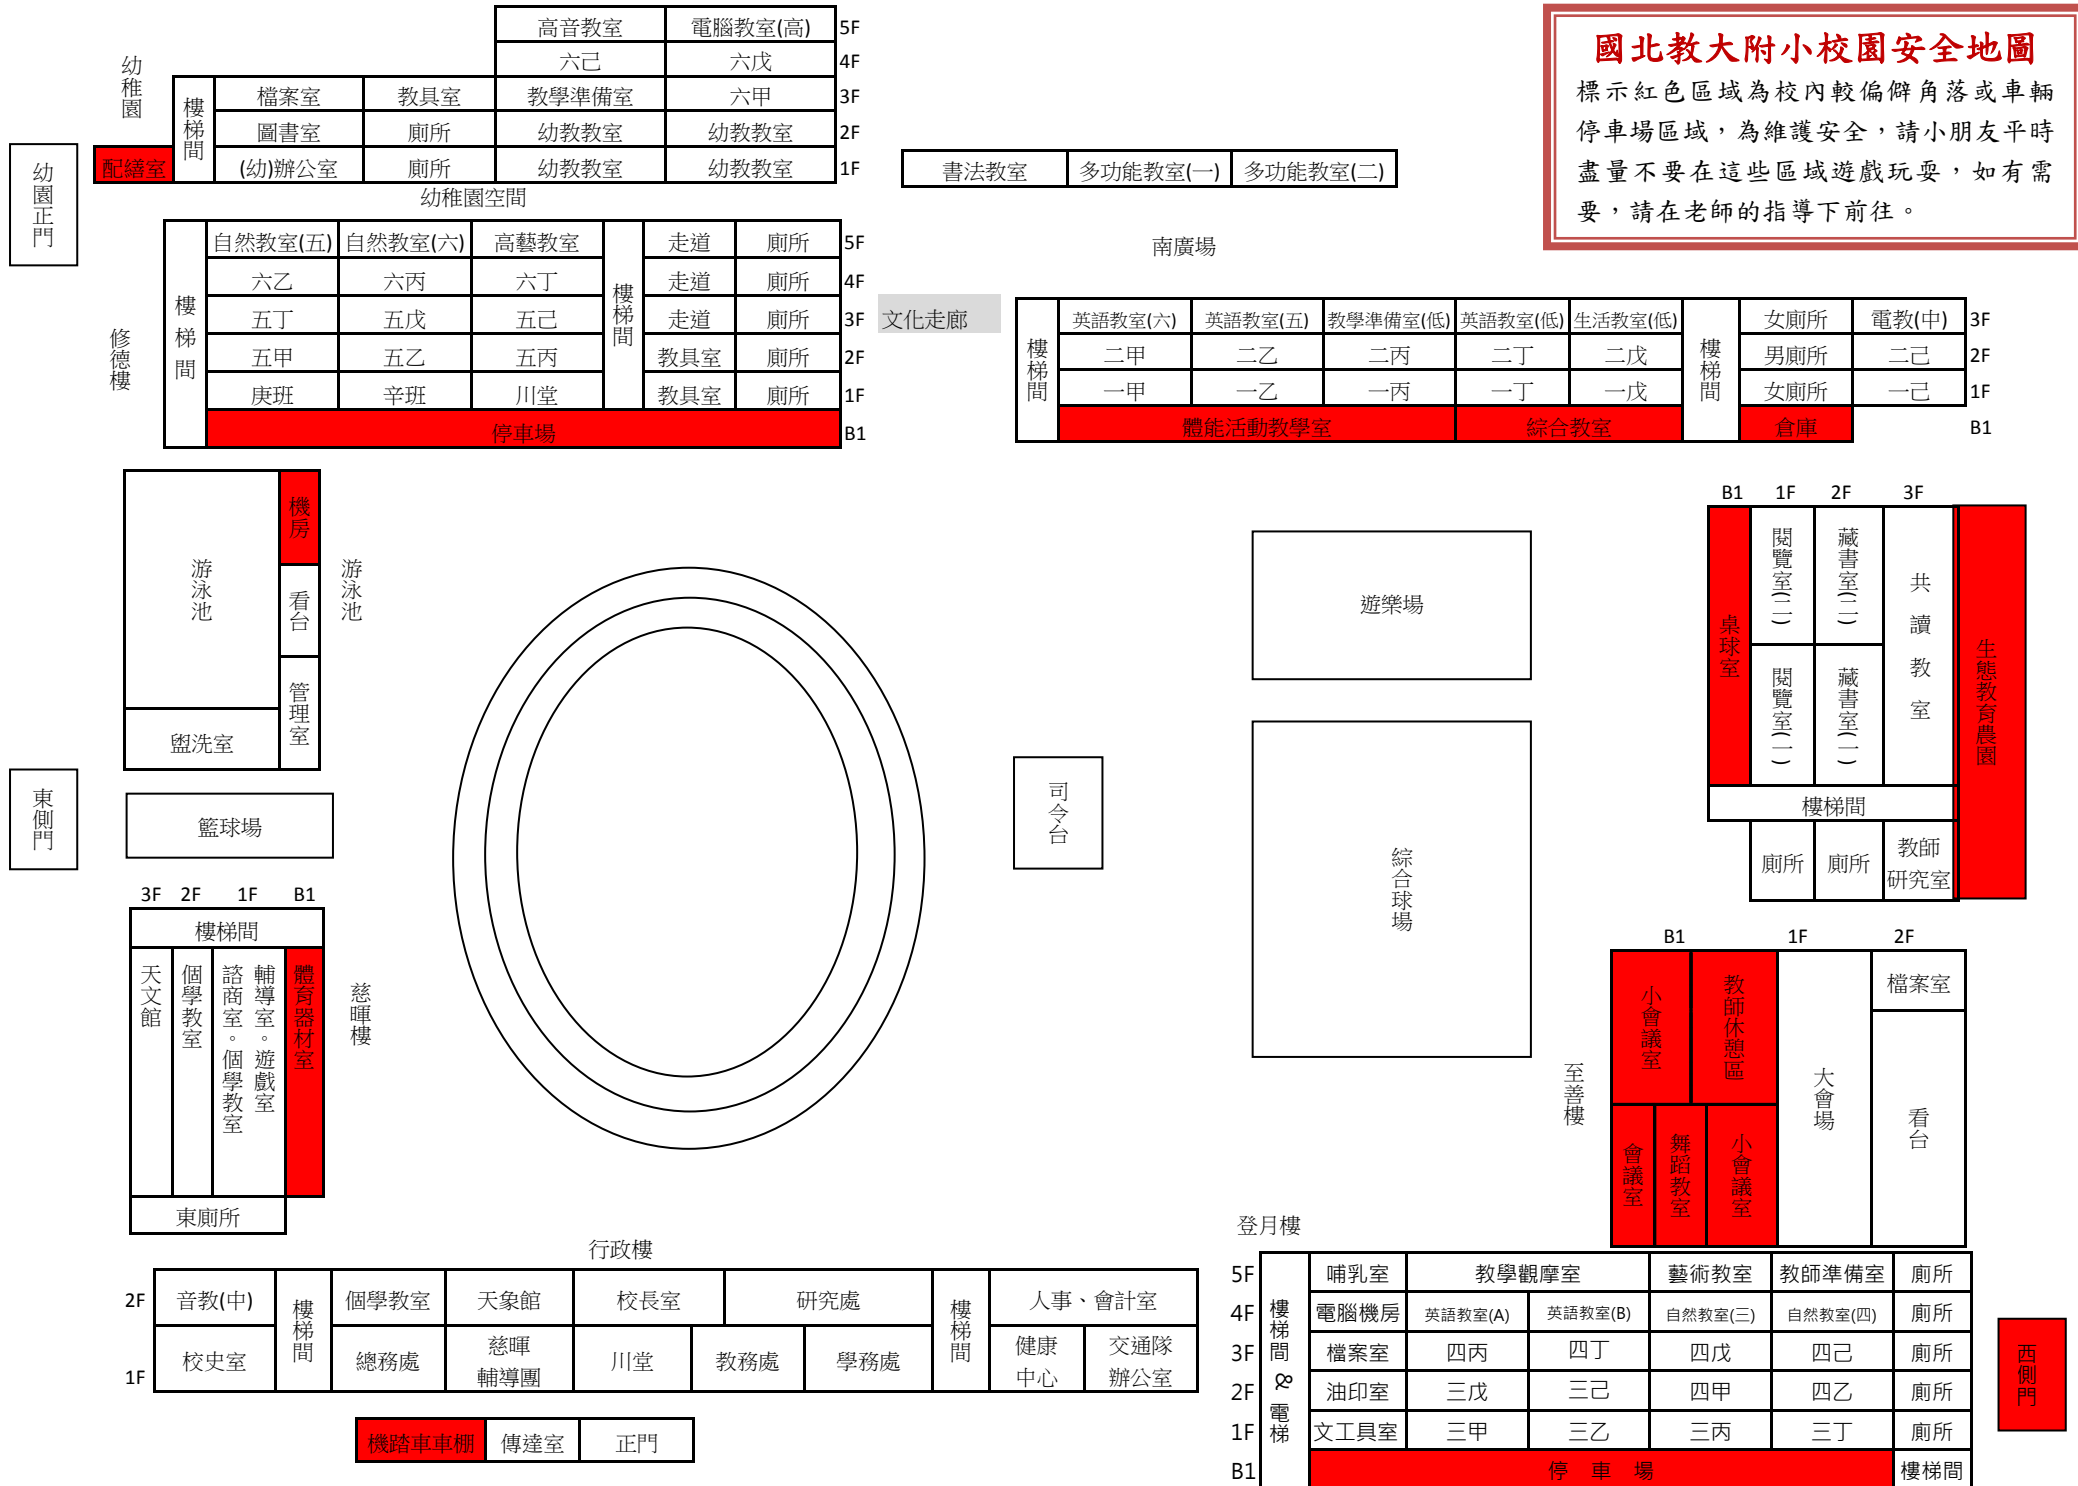 國北教大附小校園安全地圖
標示紅色區域為校內較偏僻角落或車輛
停車場區域，為維護安全，請小朋友平時
盡量不要在這些區域遊戲玩耍，如有需
要，請在老師的指導下前往。
幼稚園
高音教室 電腦教室(高) 5F
六己 六戊 4F
樓梯間
檔案室 教具室 教學準備室 六甲 3F
圖書室 廁所 幼教教室 幼教教室 2F
配繕室 (幼)辦公室 廁所 幼教教室 幼教教室 1F
幼稚園空間
幼園正門
書法教室 多功能教室(一) 多功能教室(二)
南廣場
修德樓
樓梯間
樓梯間
自然教室(五) 自然教室(六) 高藝教室 走道 廁所 5F
六乙 六丙 六丁 走道 廁所 4F
五丁 五戊 五己 走道 廁所 3F
五甲 五乙 五丙 教具室 廁所 2F
庚班 辛班 川堂 教具室 廁所 1F
停車場 B1
文化走廊
樓梯間
樓梯間
英語教室(六) 英語教室(五) 教學準備室(低) 英語教室(低) 生活教室(低) 女廁所 電教(中) 3F
二甲 二乙 二丙 二丁 二戊 男廁所 二己 2F
一甲 一乙 一丙 一丁 一戊 女廁所 一己 1F
體能活動教學室 綜合教室 倉庫 B1
游泳池
機房
看台
管理室
盥洗室
游泳池
東側門
籃球場
司令台
遊樂場
綜合球場
B1 1F 2F 3F
桌球室
閱覽室(二)
藏書室(二)
共讀教室
閱覽室(一)
藏書室(一)
生態教育農園
樓梯間
廁所 廁所 教師
研究室
3F 2F 1F B1
樓梯間
天文館
個學教室
諮商室。個學教室
輔導室。遊戲室
體育器材室
東廁所
慈暉樓
B1 1F 2F
小會議室
教師休憩區
會議室
舞蹈教室
小會議室
大會場
檔案室
看台
至善樓
行政樓
2F 音教(中) 樓梯間 個學教室 天象館 校長室 研究處 樓梯間 人事、會計室
1F 校史室 總務處 慈暉
輔導團 川堂 教務處 學務處 健康
中心 交通隊
辦公室
機踏車車棚 傳達室 正門
登月樓
樓梯間 & 電梯
5F 哺乳室 教學觀摩室 藝術教室 教師準備室 廁所
4F 電腦機房 英語教室(A) 英語教室(B) 自然教室(三) 自然教室(四) 廁所
3F 檔案室 四丙 四丁 四戊 四己 廁所
2F 油印室 三戊 三己 四甲 四乙 廁所
1F 文工具室 三甲 三乙 三丙 三丁 廁所
B1 停車場 樓梯間
西側門